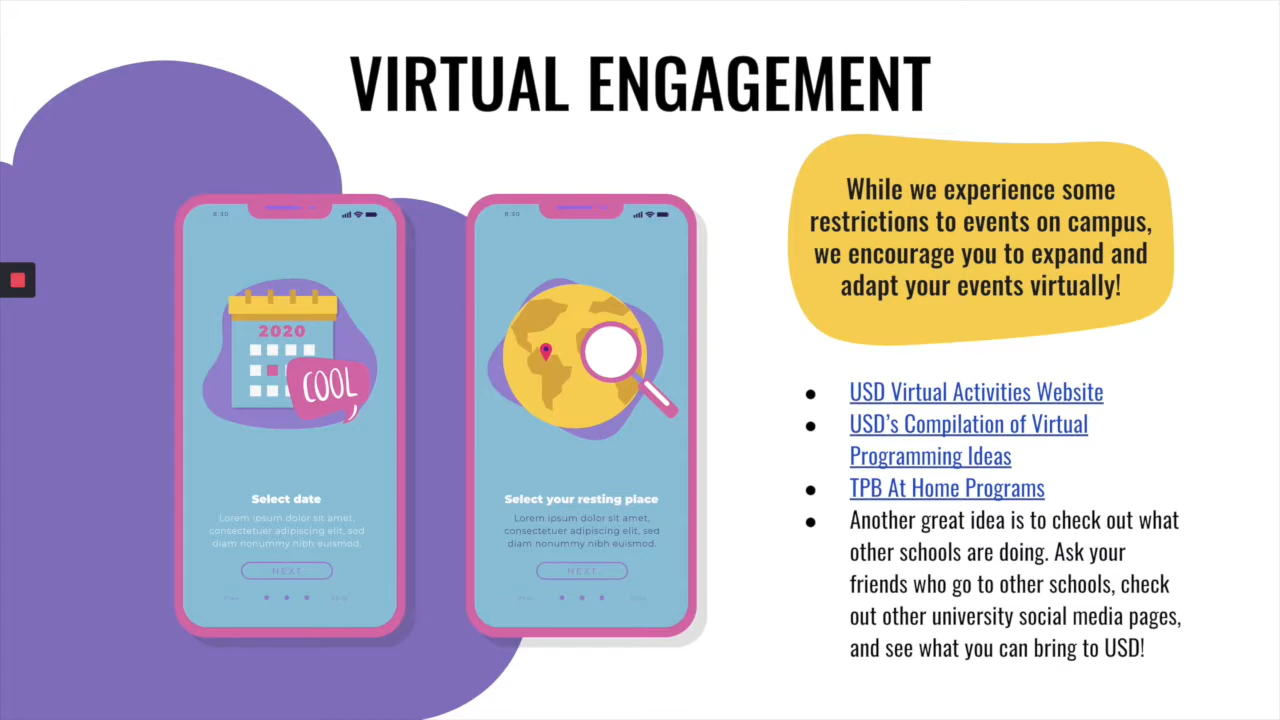 VIRTUAL ENGAGEMENT
While we experience some
restrictions to events on campus,
we encourage you to expand and
adapt your events virtually!
8:30
2020
COOL
Select date
Lorem ipsum dolor sit amet,
consectetuer adipiscing elit, sed
diam nonummy nibh euismod.
NEXT
8:30
Select your resting place
Lorem ipsum dolor sit amet,
consectetuer adipiscing elit, sed
diam nonummy nibh euismod.
NEXT
USD Virtual Activities Website
USD’s Compilation of Virtual
Programming Ideas
TPB At Home Programs
Another great idea is to check out what
other schools are doing. Ask your
friends who go to other schools, check
out other university social media pages,
and see what you can bring to USD!